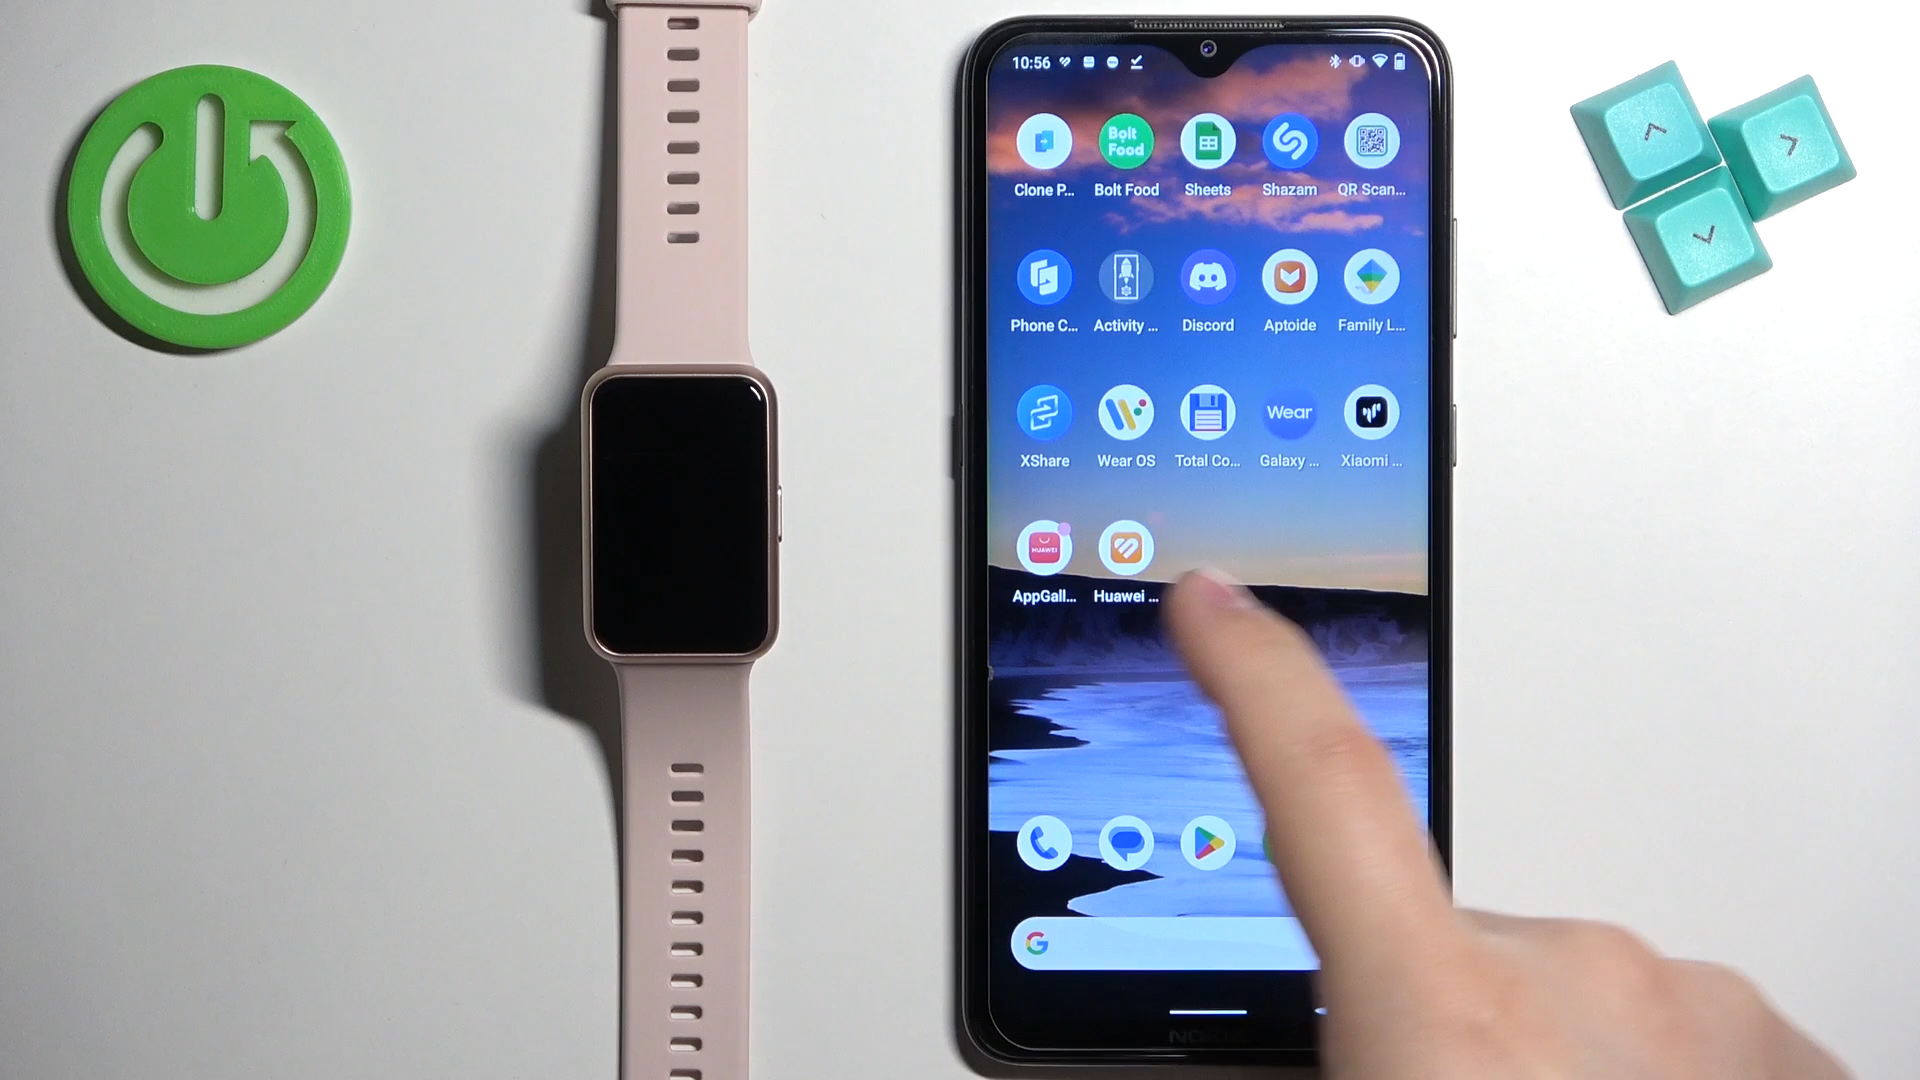 10:56
Bolt
Food
Clone P...
Bolt Food
Sheets
Shazam
QR Scan...
Phone C...
Activity ...
Discord
Aptoide
Family L...
Wear
XShare
Wear OS
Total Co...
Galaxy ...
Xiaomi ...
HUAWEI
AppGall...
Huawei ...
G
NOKIA